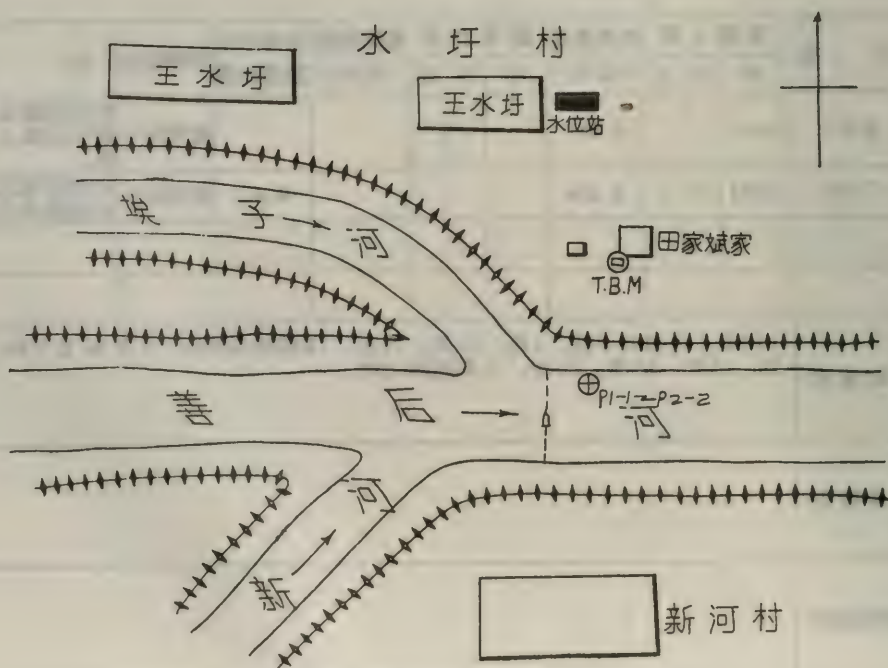 水圩村
王水圩
王水圩
水位站
埃子河
田家斌家
T.B.M
善后河
P1-1~P2-2
新河
新河村